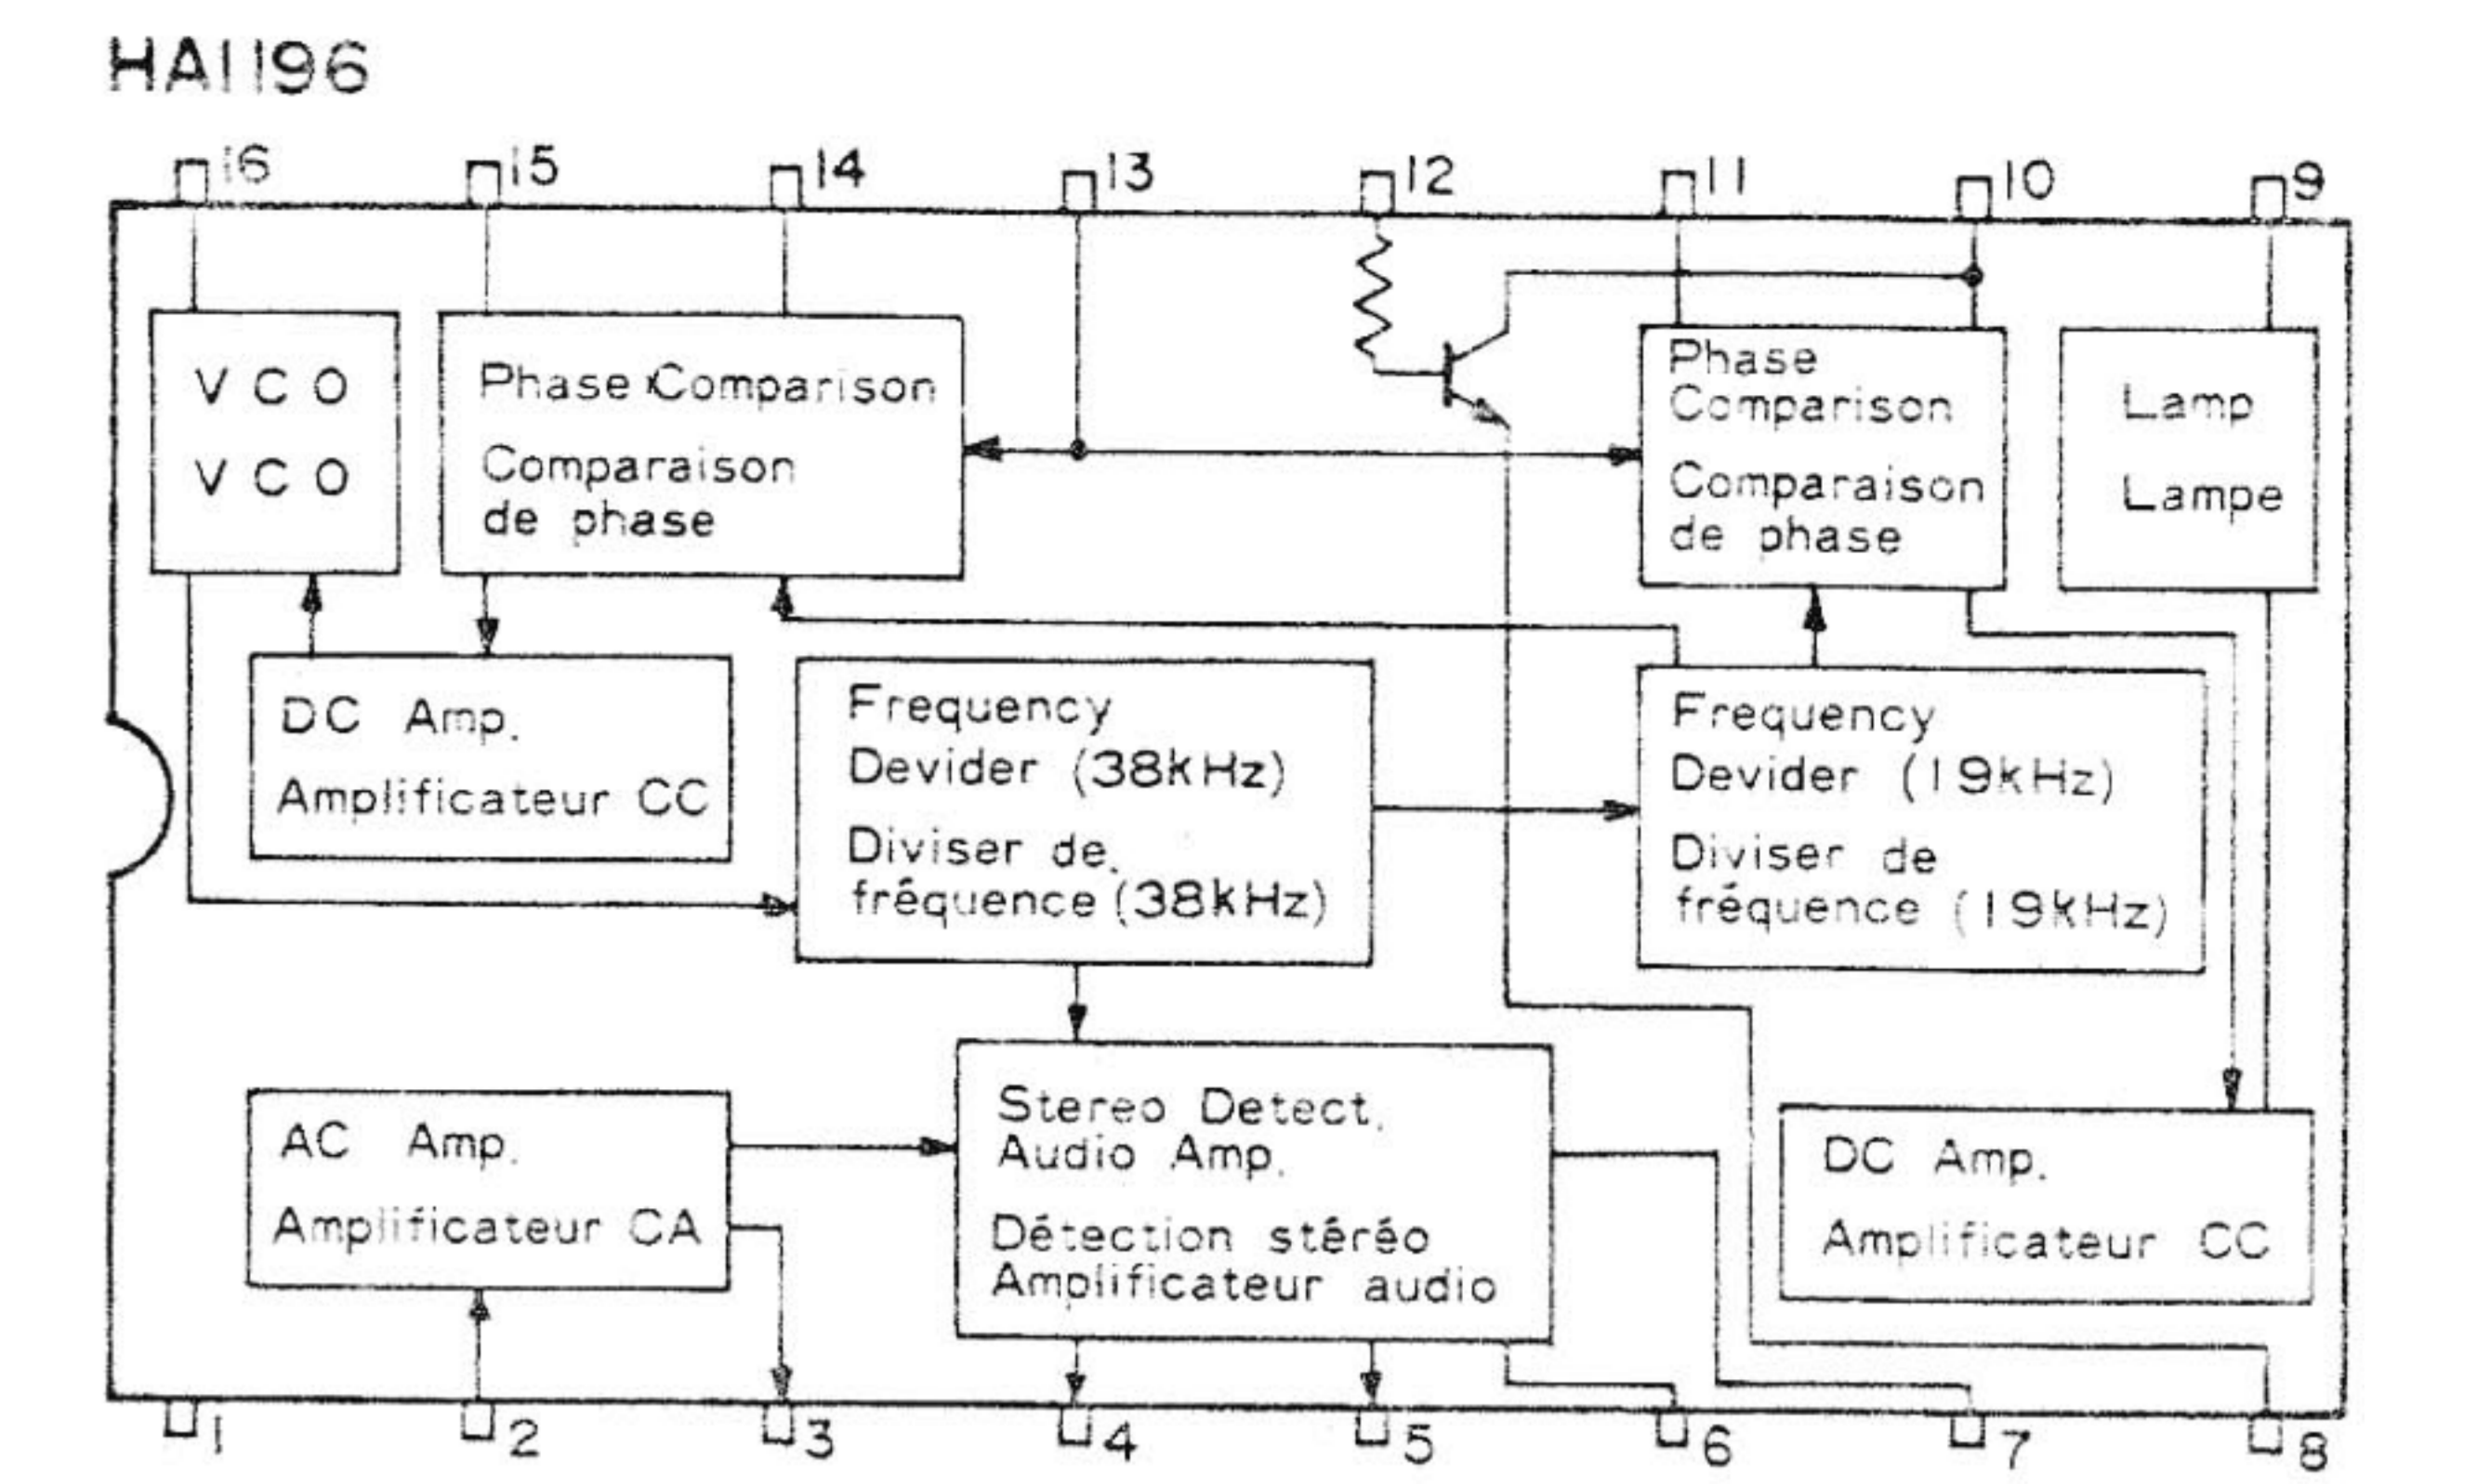 HA1196
16
15
14
13
12
11
10
9
VCO
VCO
Phase Comparison
Comparaison
de phase
Phase
Comparison
Comparaison
de phase
Lamp
Lampe
DC Amp.
Amplificateur CC
Frequency
Devider (38kHz)
Diviser de
fréquence (38kHz)
Frequency
Devider (19kHz)
Diviser de
fréquence (19kHz)
AC Amp.
Amplificateur CA
Stereo Detect.
Audio Amp.
Détection stéréo
Amplificateur audio
DC Amp.
Amplificateur CC
1
2
3
4
5
6
7
8